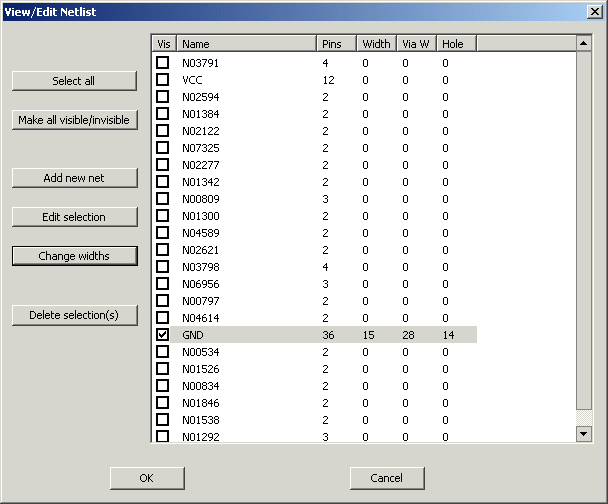 View/Edit Netlist
Vis Name Pins Width Via W Hole
N03791 4 0 0 0
Select all
VCC 12 0 0 0
N02594 2 0 0 0
N01384 2 0 0 0
Make all visible/invisible
N02122 2 0 0 0
N07325 2 0 0 0
N02277 2 0 0 0
Add new net
N01342 2 0 0 0
N00809 3 0 0 0
Edit selection
N01300 2 0 0 0
N04589 2 0 0 0
N02621 2 0 0 0
Change widths
N03798 4 0 0 0
N06956 3 0 0 0
N00797 2 0 0 0
Delete selection(s)
N04614 2 0 0 0
GND 36 15 28 14
N00534 2 0 0 0
N01526 2 0 0 0
N00834 2 0 0 0
N01846 2 0 0 0
N01538 2 0 0 0
N01292 3 0 0 0
OK Cancel